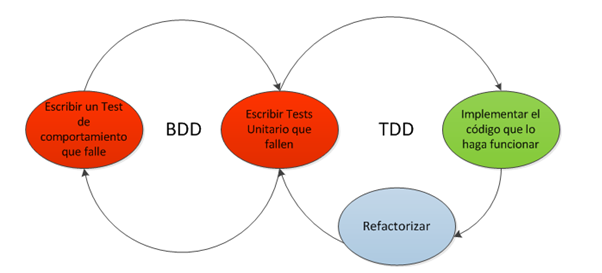 Escribir un Test
de
comportamiento
que falle
BDD
Escribir Tests
Unitario que
fallen
TDD
Implementar el
código que lo
haga funcionar
Refactorizar